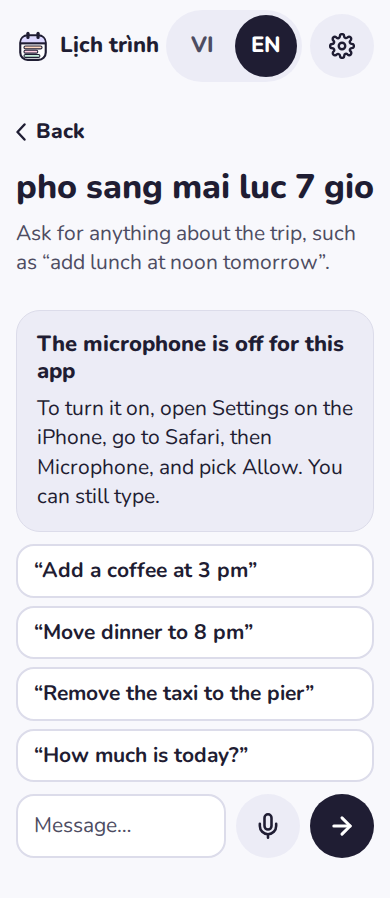 Lịch trình
VI
EN
Back
pho sang mai luc 7 gio
Ask for anything about the trip, such
as “add lunch at noon tomorrow”.
The microphone is off for this
app
To turn it on, open Settings on the
iPhone, go to Safari, then
Microphone, and pick Allow. You
can still type.
“Add a coffee at 3 pm”
“Move dinner to 8 pm”
“Remove the taxi to the pier”
“How much is today?”
Message...